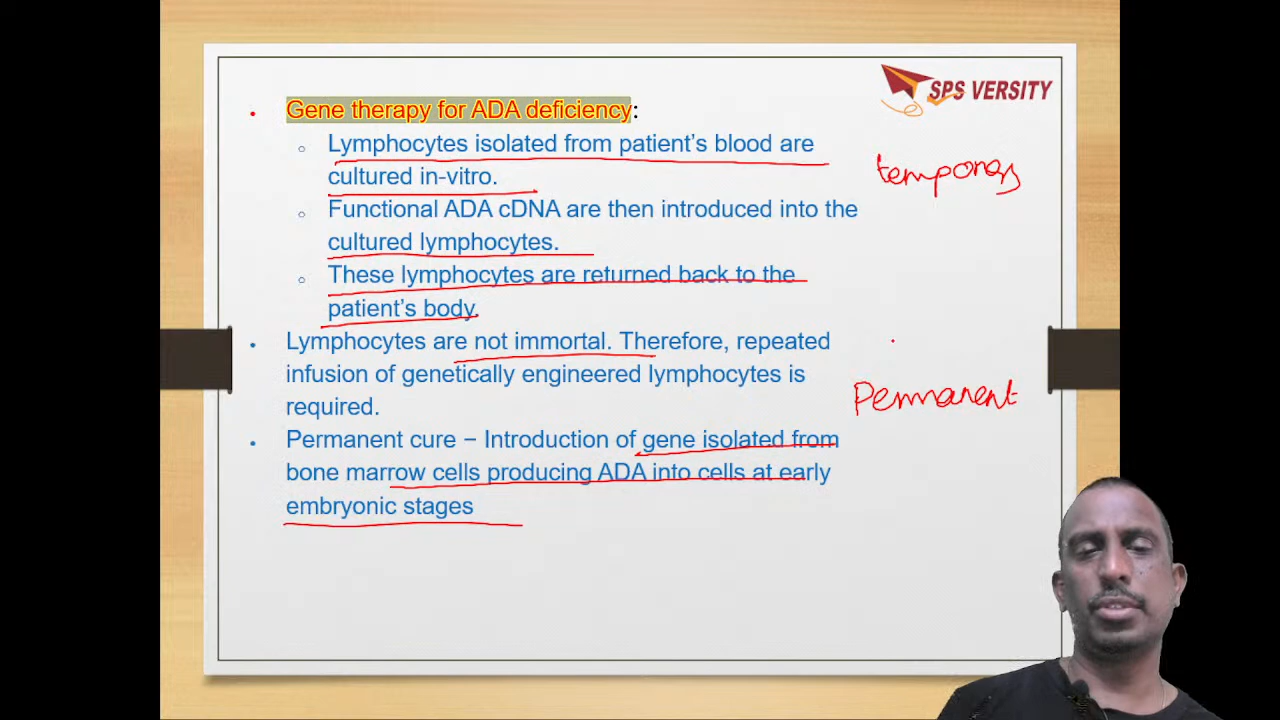 SPS VERSITY
• Gene therapy for ADA deficiency:
○ Lymphocytes isolated from patient's blood are
cultured in-vitro.
temporary
○ Functional ADA cDNA are then introduced into the
cultured lymphocytes.
○ These lymphocytes are returned back to the
patient's body.
• Lymphocytes are not immortal. Therefore, repeated
infusion of genetically engineered lymphocytes is
required.
Permanent
• Permanent cure – Introduction of gene isolated from
bone marrow cells producing ADA into cells at early
embryonic stages